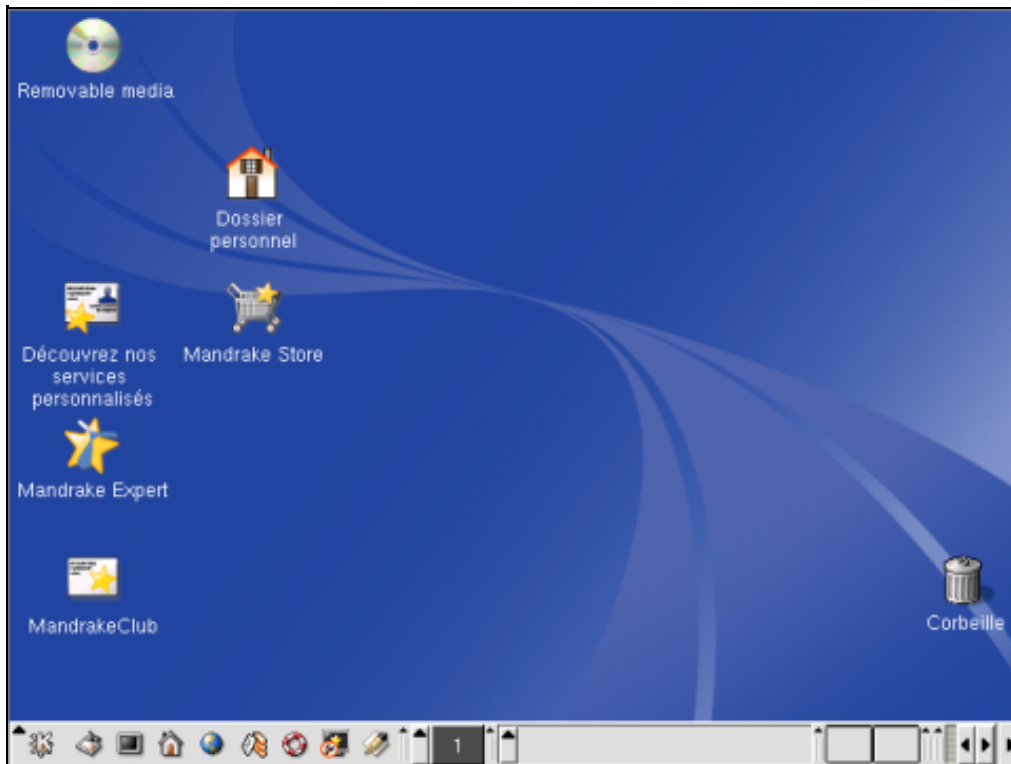 Removable media
Dossier
personnel
Découvrez nos
services
personnalisés
Mandrake Store
Mandrake Expert
MandrakeClub
Corbeille
1